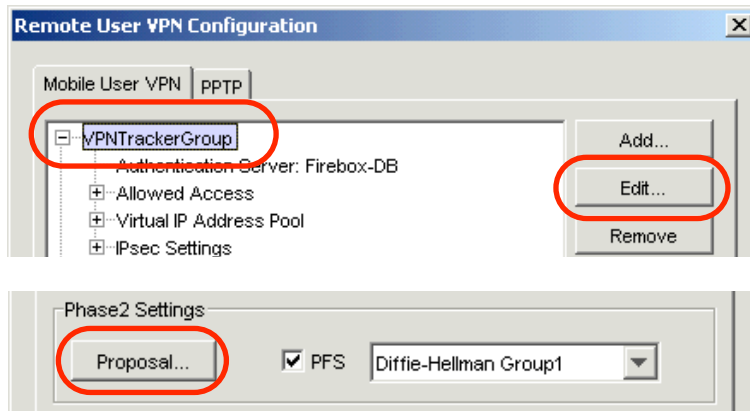 Remote User VPN Configuration
Mobile User VPN PPTP
VPNTrackerGroup Add...
Authentication Server: Firebox-DB
Allowed Access Edit...
Virtual IP Address Pool
IPsec Settings Remove
Phase2 Settings
Proposal... PFS Diffie-Hellman Group1